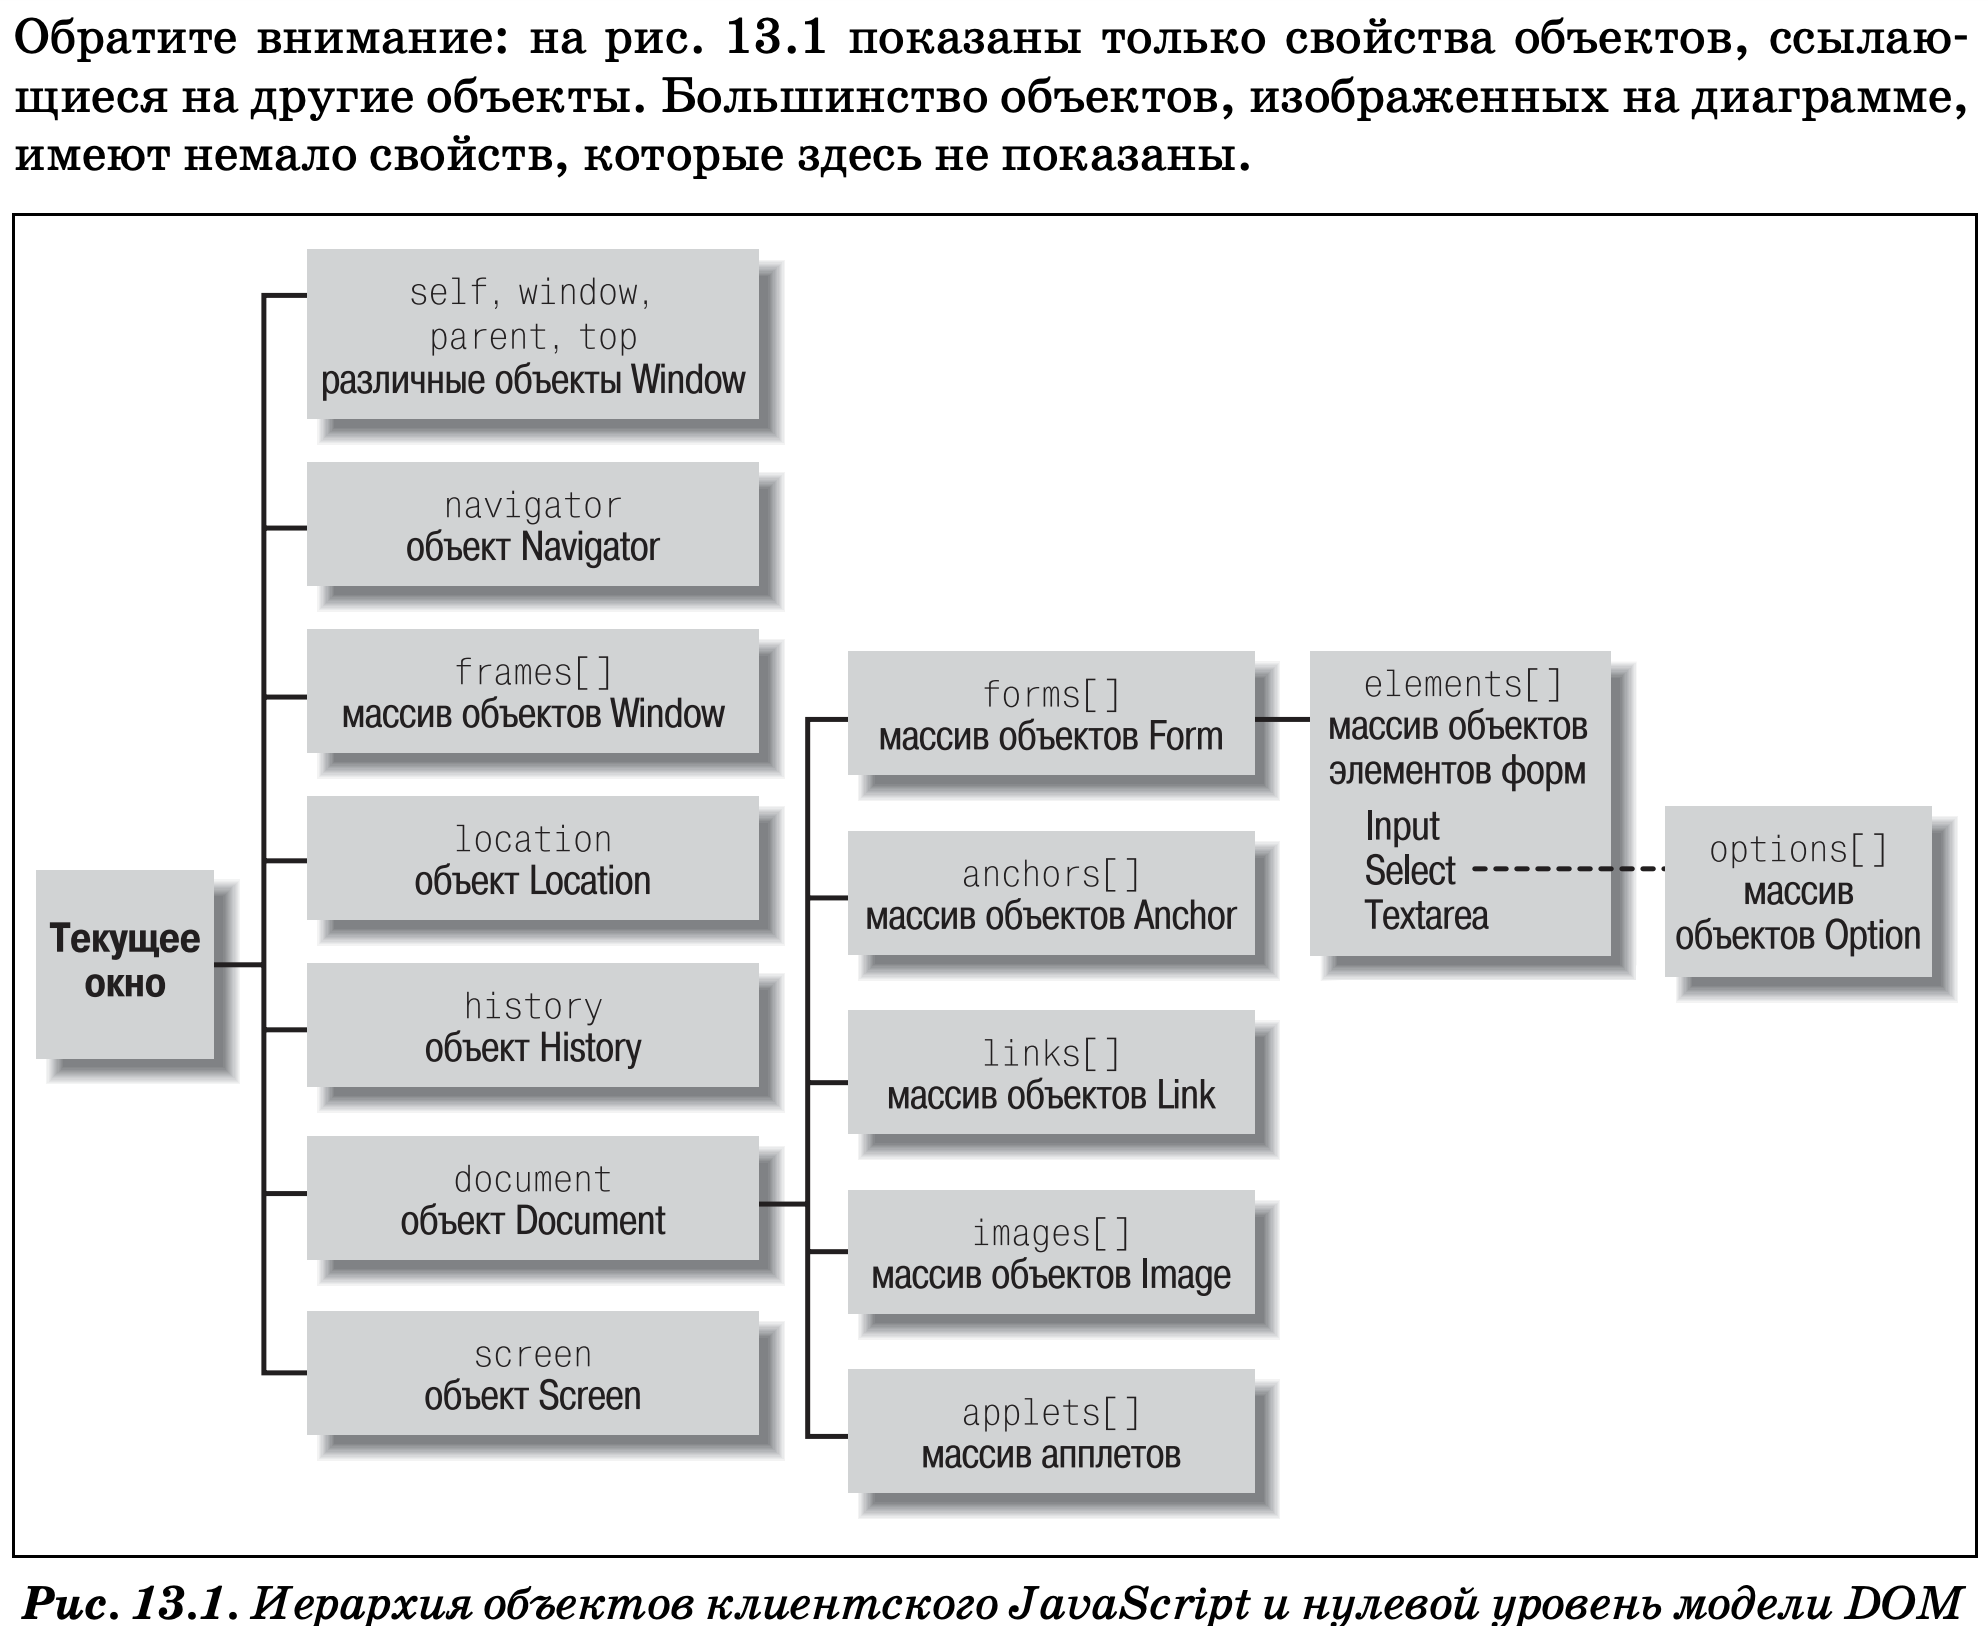 Обратите внимание: на рис. 13.1 показаны только свойства объектов, ссылаю-
щиеся на другие объекты. Большинство объектов, изображенных на диаграмме,
имеют немало свойств, которые здесь не показаны.
Текущее
окно
self, window,
parent, top
различные объекты Window
navigator
объект Navigator
frames[]
массив объектов Window
location
объект Location
history
объект History
document
объект Document
screen
объект Screen
forms[]
массив объектов Form
anchors[]
массив объектов Anchor
links[]
массив объектов Link
images[]
массив объектов Image
applets[]
массив апплетов
elements[]
массив объектов
элементов форм
Input
Select
Textarea
options[]
массив
объектов Option
Рис. 13.1. Иерархия объектов клиентского JavaScript и нулевой уровень модели DOM